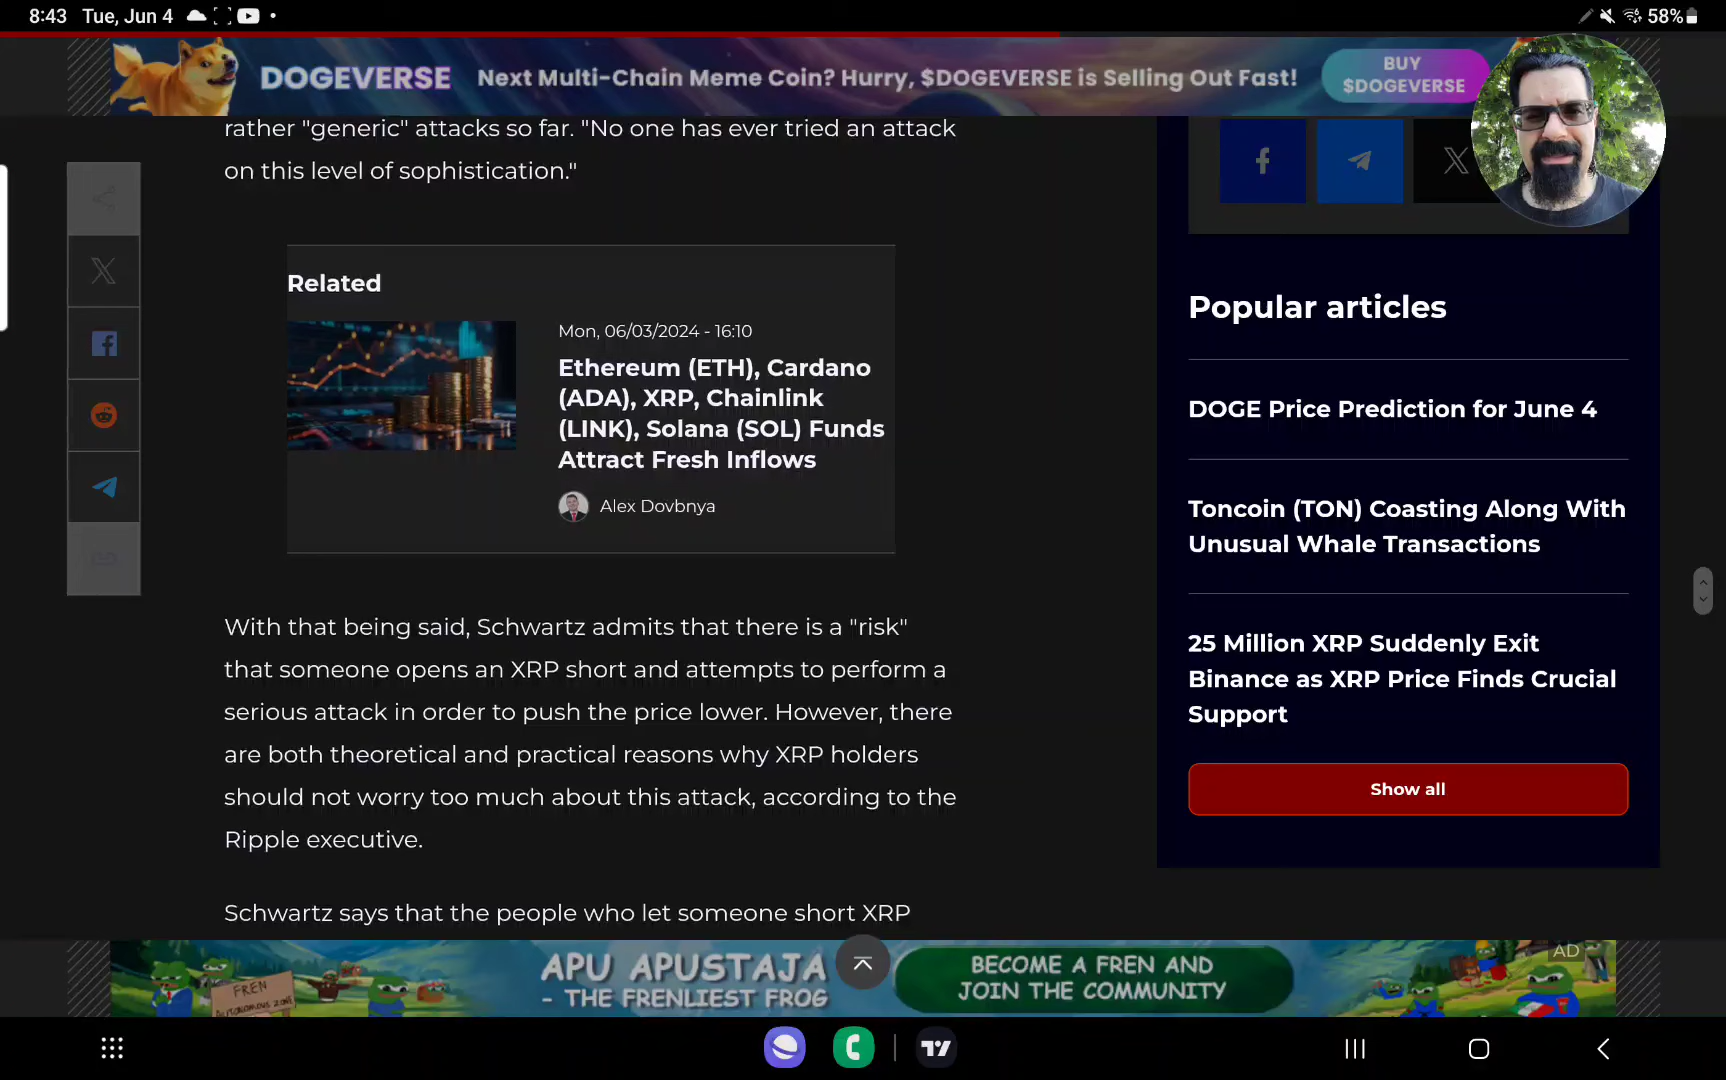 8:43 Tue, Jun 4
58%
DOGEVERSE Next Multi-Chain Meme Coin? Hurry, $DOGEVERSE is Selling Out Fast!
BUY
$DOGEVERSE
rather "generic" attacks so far. "No one has ever tried an attack
on this level of sophistication."
Related
Mon, 06/03/2024 - 16:10
Ethereum (ETH), Cardano
(ADA), XRP, Chainlink
(LINK), Solana (SOL) Funds
Attract Fresh Inflows
Alex Dovbnya
With that being said, Schwartz admits that there is a "risk"
that someone opens an XRP short and attempts to perform a
serious attack in order to push the price lower. However, there
are both theoretical and practical reasons why XRP holders
should not worry too much about this attack, according to the
Ripple executive.
Schwartz says that the people who let someone short XRP
Popular articles
DOGE Price Prediction for June 4
Toncoin (TON) Coasting Along With
Unusual Whale Transactions
25 Million XRP Suddenly Exit
Binance as XRP Price Finds Crucial
Support
Show all
FREN
AUTONOMOUS ZONE
APU APUSTAJA
- THE FRENLIEST FROG
BECOME A FREN AND
JOIN THE COMMUNITY
AD